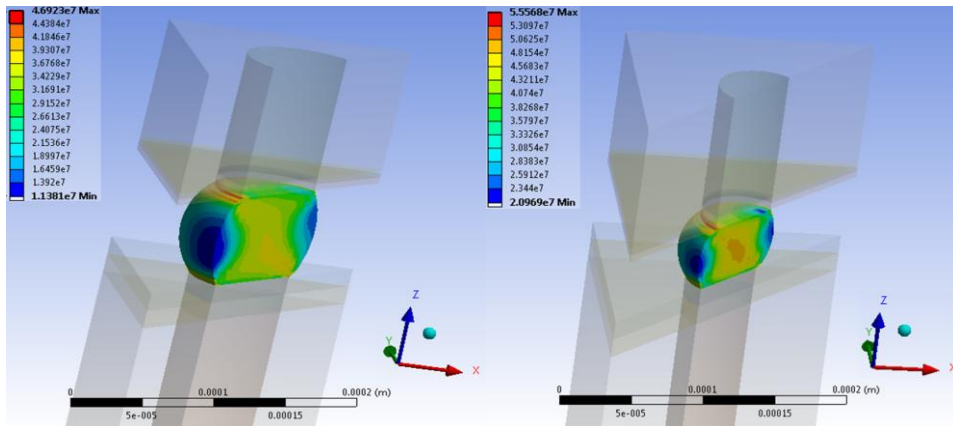 4.6923e7 Max
4.4384e7
4.1846e7
3.9307e7
3.6768e7
3.4229e7
3.1691e7
2.9152e7
2.6613e7
2.4075e7
2.1536e7
1.8997e7
1.6459e7
1.392e7
1.1381e7 Min
Z
Y
X
0 0.0001 0.0002 (m)
5e-005 0.00015
5.5568e7 Max
5.3097e7
5.0625e7
4.8154e7
4.5683e7
4.3211e7
4.074e7
3.8268e7
3.5797e7
3.3326e7
3.0854e7
2.8383e7
2.5912e7
2.344e7
2.0969e7 Min
Z
Y
X
0 0.0001 0.0002 (m)
5e-005 0.00015